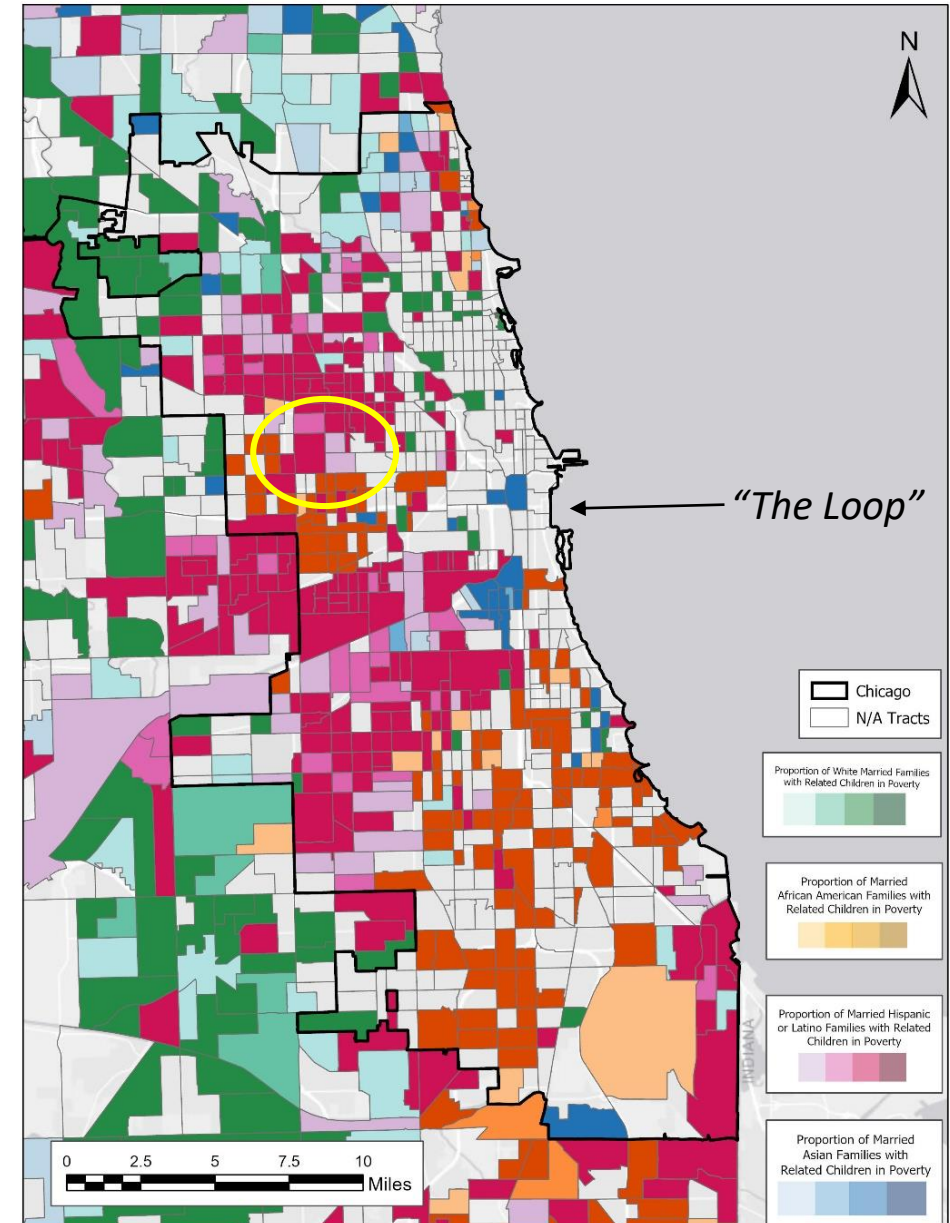 N
“The Loop”
Chicago
N/A Tracts
Proportion of White Married Families
with Related Children in Poverty
Proportion of Married
African American Families with
Related Children in Poverty
Proportion of Married Hispanic
or Latino Families with Related
Children in Poverty
INDIANA
Proportion of Married
Asian Families with
Related Children in Poverty
0 2.5 5 7.5 10
Miles